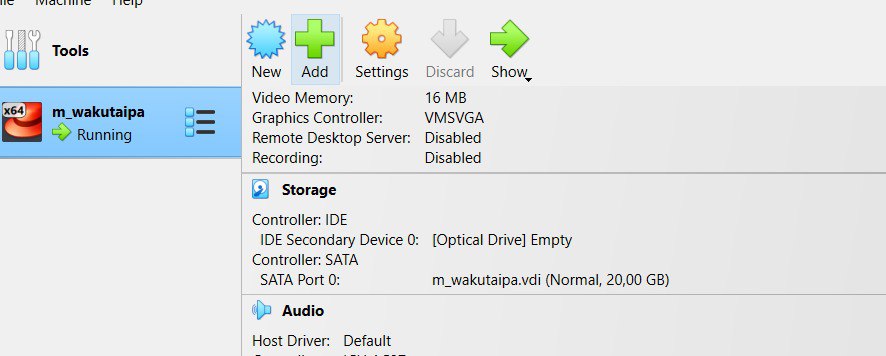 Machine Help
Tools
New Add Settings Discard Show
x64 m_wakutaipa
Running
Video Memory: 16 MB
Graphics Controller: VMSVGA
Remote Desktop Server: Disabled
Recording: Disabled
Storage
Controller: IDE
IDE Secondary Device 0: [Optical Drive] Empty
Controller: SATA
SATA Port 0: m_wakutaipa.vdi (Normal, 20,00 GB)
Audio
Host Driver: Default